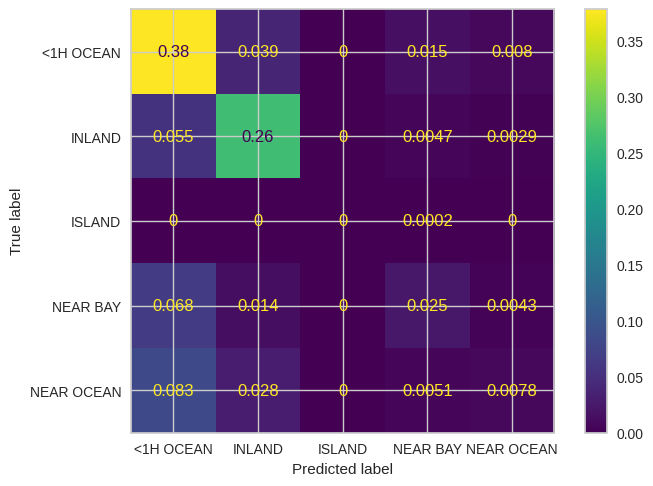 <1H OCEAN 0.38 0.039 0 0.015 0.008
INLAND 0.055 0.26 0 0.0047 0.0029
ISLAND 0 0 0 0.0002 0
NEAR BAY 0.068 0.014 0 0.025 0.0043
NEAR OCEAN 0.083 0.028 0 0.0051 0.0078
<1H OCEAN INLAND ISLAND NEAR BAY NEAR OCEAN
Predicted label
True label
0.35
0.30
0.25
0.20
0.15
0.10
0.05
0.00